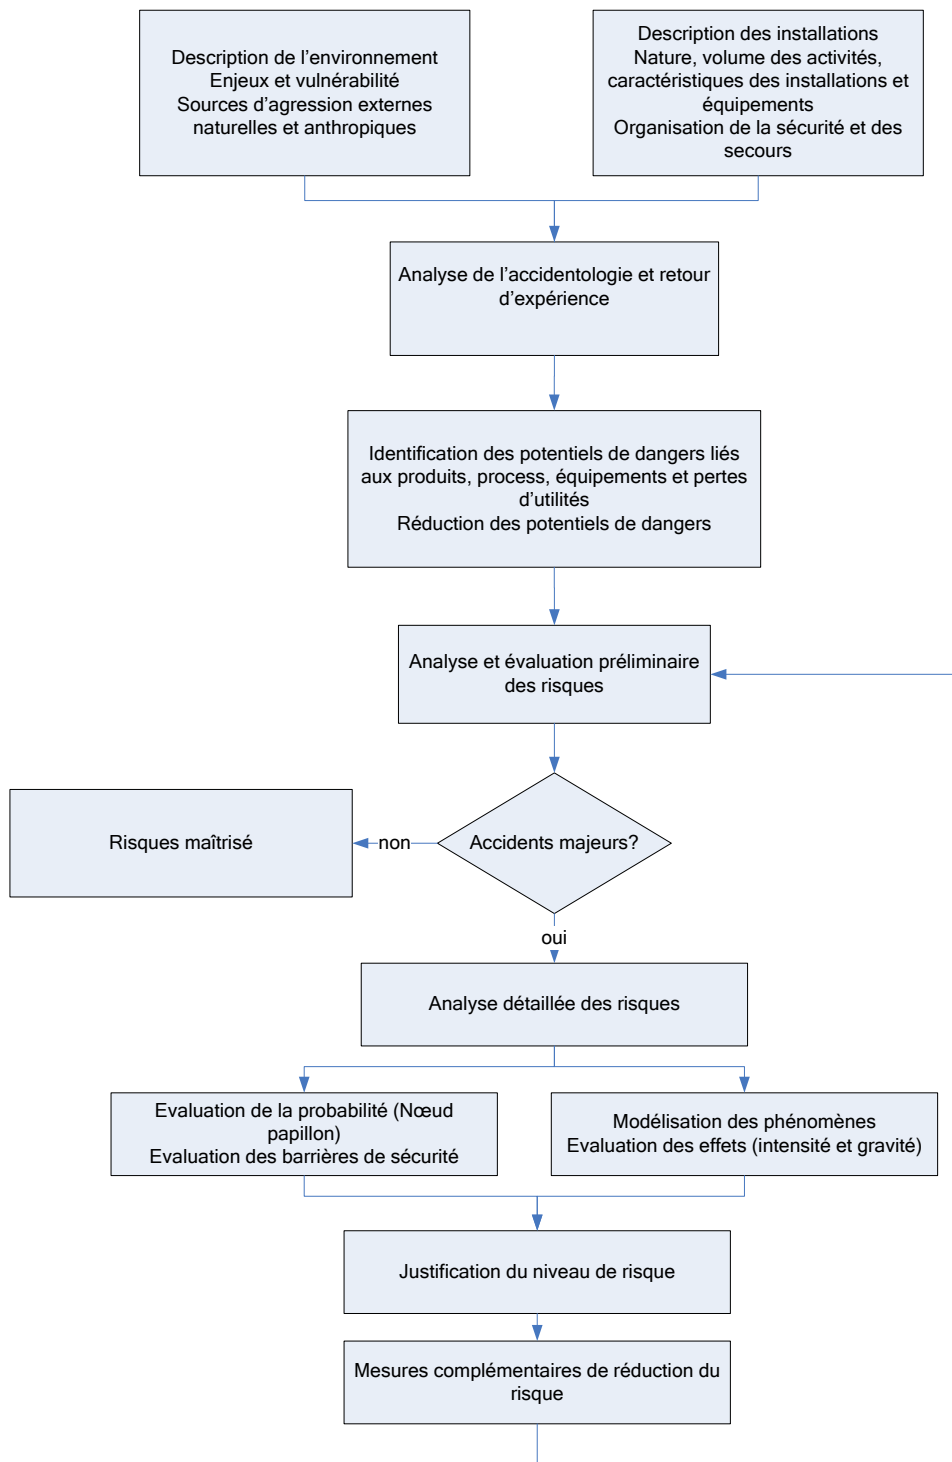 Description de l’environnement
Enjeux et vulnérabilité
Sources d’agression externes
naturelles et anthropiques
Description des installations
Nature, volume des activités,
caractéristiques des installations et
équipements
Organisation de la sécurité et des
secours
Analyse de l’accidentologie et retour
d’expérience
Identification des potentiels de dangers liés
aux produits, process, équipements et pertes
d’utilités
Réduction des potentiels de dangers
Analyse et évaluation préliminaire
des risques
Risques maîtrisé
non
Accidents majeurs?
oui
Analyse détaillée des risques
Evaluation de la probabilité (Nœud
papillon)
Evaluation des barrières de sécurité
Modélisation des phénomènes
Evaluation des effets (intensité et gravité)
Justification du niveau de risque
Mesures complémentaires de réduction du
risque